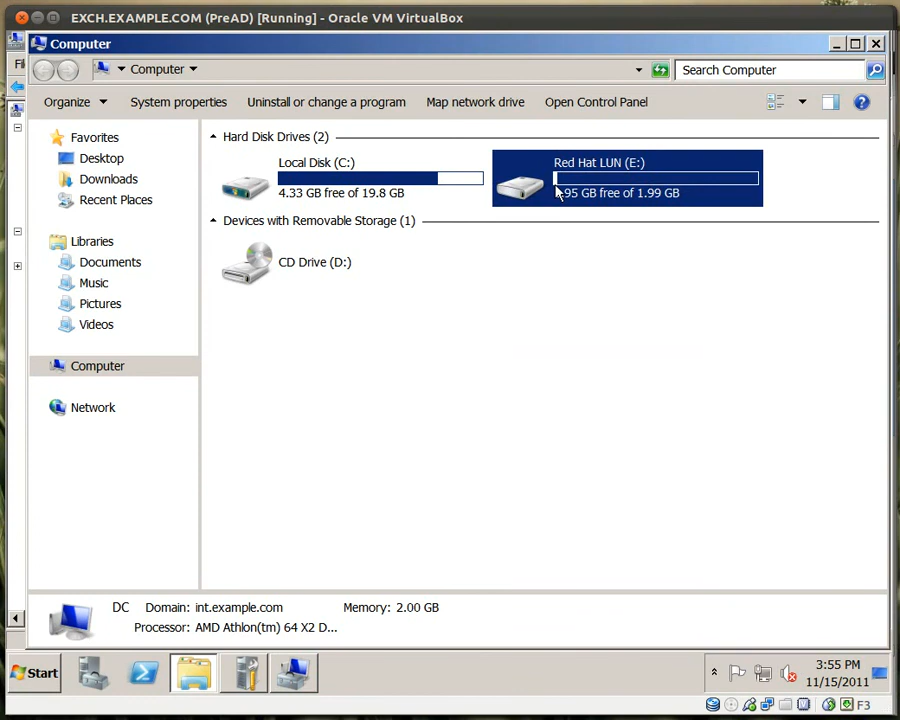 EXCH.EXAMPLE.COM (PreAD) [Running] - Oracle VM VirtualBox
Computer
Computer
Search Computer
Organize
System properties
Uninstall or change a program
Map network drive
Open Control Panel
Favorites
Desktop
Downloads
Recent Places
Libraries
Documents
Music
Pictures
Videos
Computer
Network
Hard Disk Drives (2)
Local Disk (C:)
4.33 GB free of 19.8 GB
Red Hat LUN (E:)
.95 GB free of 1.99 GB
Devices with Removable Storage (1)
CD Drive (D:)
DC
Domain: int.example.com
Memory: 2.00 GB
Processor: AMD Athlon(tm) 64 X2 D...
Start
3:55 PM
11/15/2011
F3